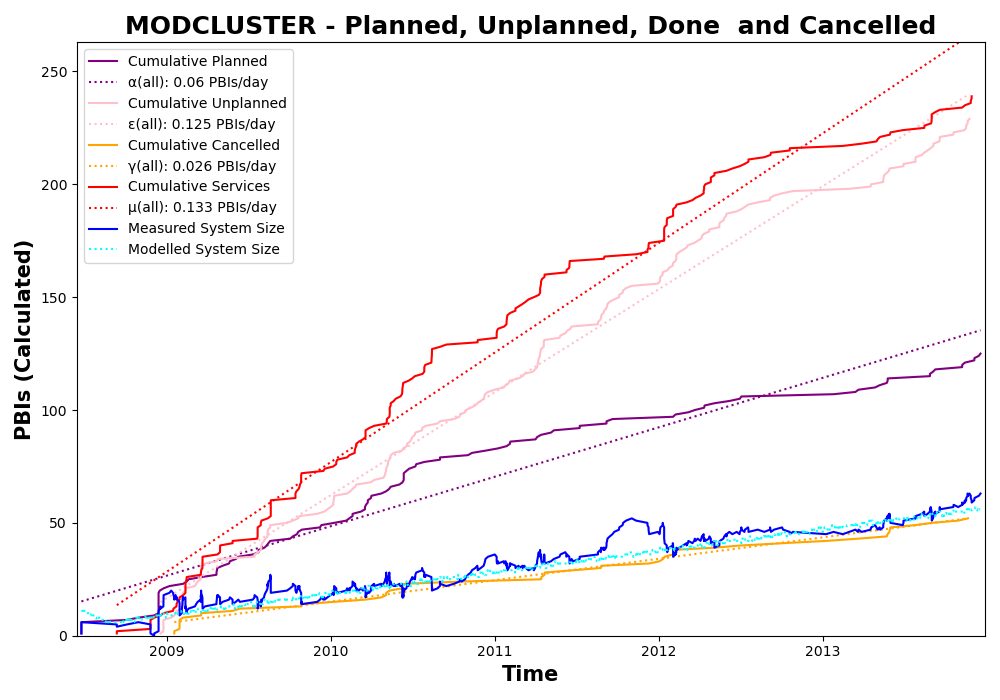 MODCLUSTER - Planned, Unplanned, Done  and Cancelled
Cumulative Planned
α(all): 0.06 PBIs/day
Cumulative Unplanned
ε(all): 0.125 PBIs/day
Cumulative Cancelled
γ(all): 0.026 PBIs/day
Cumulative Services
μ(all): 0.133 PBIs/day
Measured System Size
Modelled System Size
PBIs (Calculated)
250
200
150
100
50
0
2009 2010 2011 2012 2013
Time